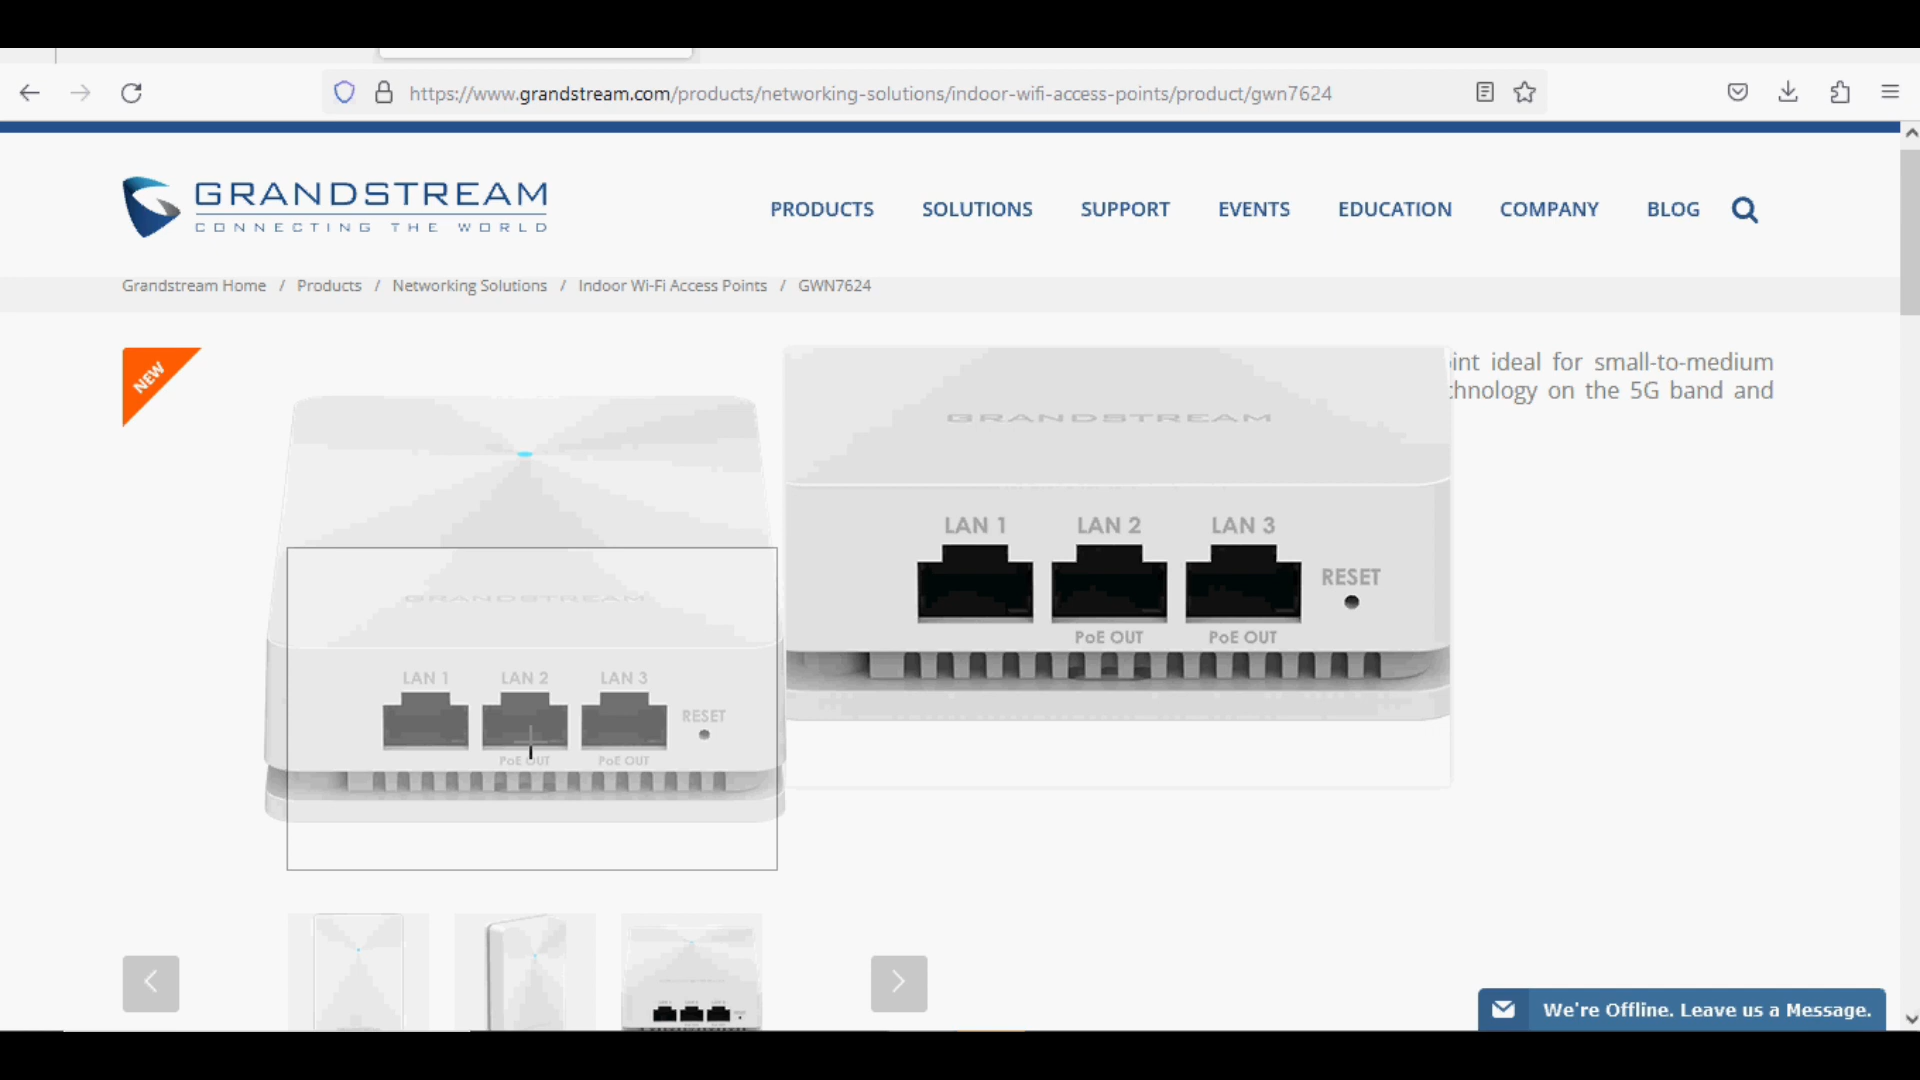 https://www.grandstream.com/products/networking-solutions/indoor-wifi-access-points/product/gwn7624
GRANDSTREAM
CONNECTING THE WORLD
PRODUCTS SOLUTIONS SUPPORT EVENTS EDUCATION COMPANY BLOG
Grandstream Home / Products / Networking Solutions / Indoor Wi-Fi Access Points / GWN7624
NEW
int ideal for small-to-medium
chnology on the 5G band and
GRANDSTREAM
LAN 1 LAN 2 LAN 3
RESET
PoE OUT PoE OUT
GRANDSTREAM
LAN 1 LAN 2 LAN 3
RESET
PoE OUT PoE OUT
We're Offline. Leave us a Message.